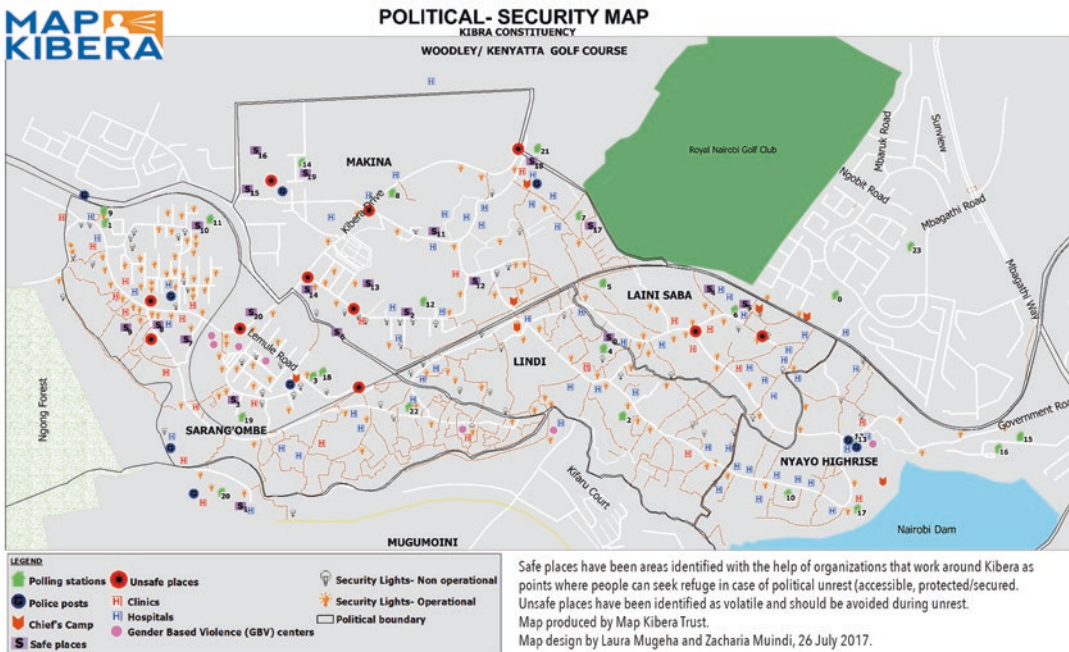 MAP
KIBERA
POLITICAL- SECURITY MAP
KIBRA CONSTITUENCY
WOODLEY/ KENYATTA GOLF COURSE
Royal Nairobi Golf Club
Mbaruk Road
Sunview
Ngobit Road
Mbagathi Road
Mbagathi Way
MAKINA
Kibera Drive
LAINI SABA
LINDI
Lemule Road
SARANG'OMBE
Ngong Forest
Kifaru Court
NYAYO HIGHRISE
Nairobi Dam
MUGUMOINI
LEGEND
Polling stations
Unsafe places
Security Lights- Non operational
Police posts
H Clinics
Security Lights- Operational
Chief's Camp
H Hospitals
Political boundary
S Safe places
Gender Based Violence (GBV) centers
Safe places have been areas identified with the help of organizations that work around Kibera as
points where people can seek refuge in case of political unrest (accessible, protected/secured.
Unsafe places have been identified as volatile and should be avoided during unrest.
Map produced by Map Kibera Trust.
Map design by Laura Mugeha and Zacharia Muindi, 26 July 2017.